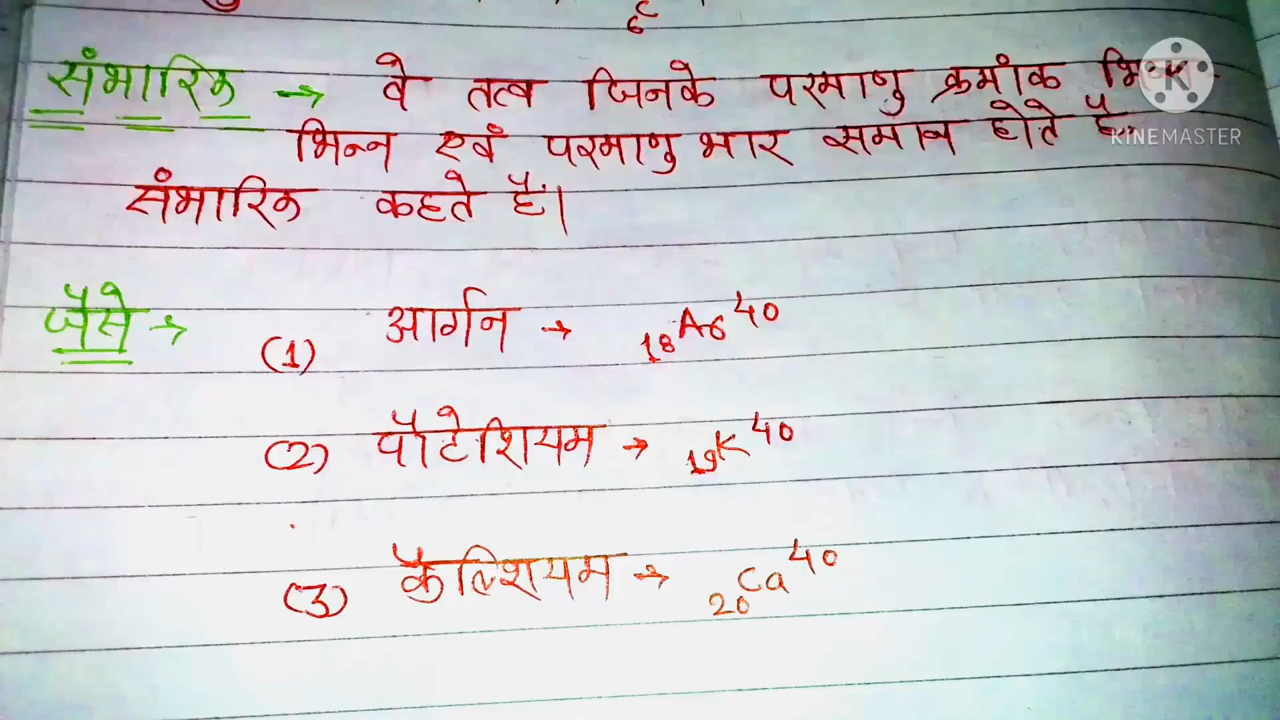 संभारिक → वे तत्व जिनके परमाणु क्रमांक
भिन्न एवं परमाणु भार समान होते है,
संभारिक कहते हैं।
जैसे →
(1) आर्गन → ₁₈Ar⁴⁰
(2) पौटेशियम → ₁₉K⁴⁰
(3) कैल्शियम → ₂₀Ca⁴⁰
K
KINEMASTER